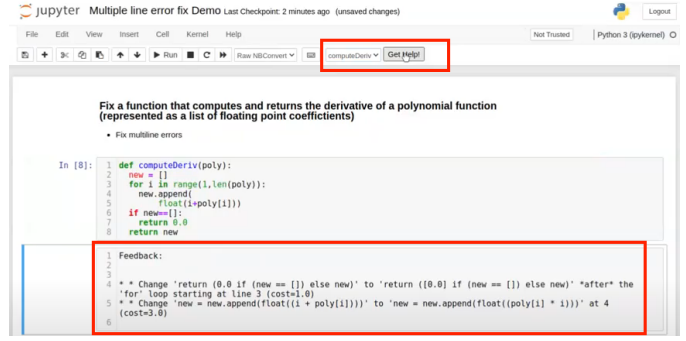 jupyter Multiple line error fix Demo Last Checkpoint: 2 minutes ago (unsaved changes)
Logout
File Edit View Insert Cell Kernel Help
Not Trusted Python 3 (ipykernel)
Run Raw NBConvert computeDeriv Get Help!
Fix a function that computes and returns the derivative of a polynomial function
(represented as a list of floating point coeffictients)
• Fix multiline errors
In [8]:
1 def computeDeriv(poly):
2 new = []
3 for i in range(1,len(poly)):
4 new.append(
5 float(i+poly[i]))
6 if new==[]:
7 return 0.0
8 return new
1 Feedback:
2
3
4 * * Change 'return (0.0 if (new == []) else new)' to 'return ([0.0] if (new == []) else new)' *after* the
'for' loop starting at line 3 (cost=1.0)
5 * * Change 'new = new.append(float((i + poly[i])))' to 'new = new.append(float((poly[i] * i)))' at 4
(cost=3.0)
6